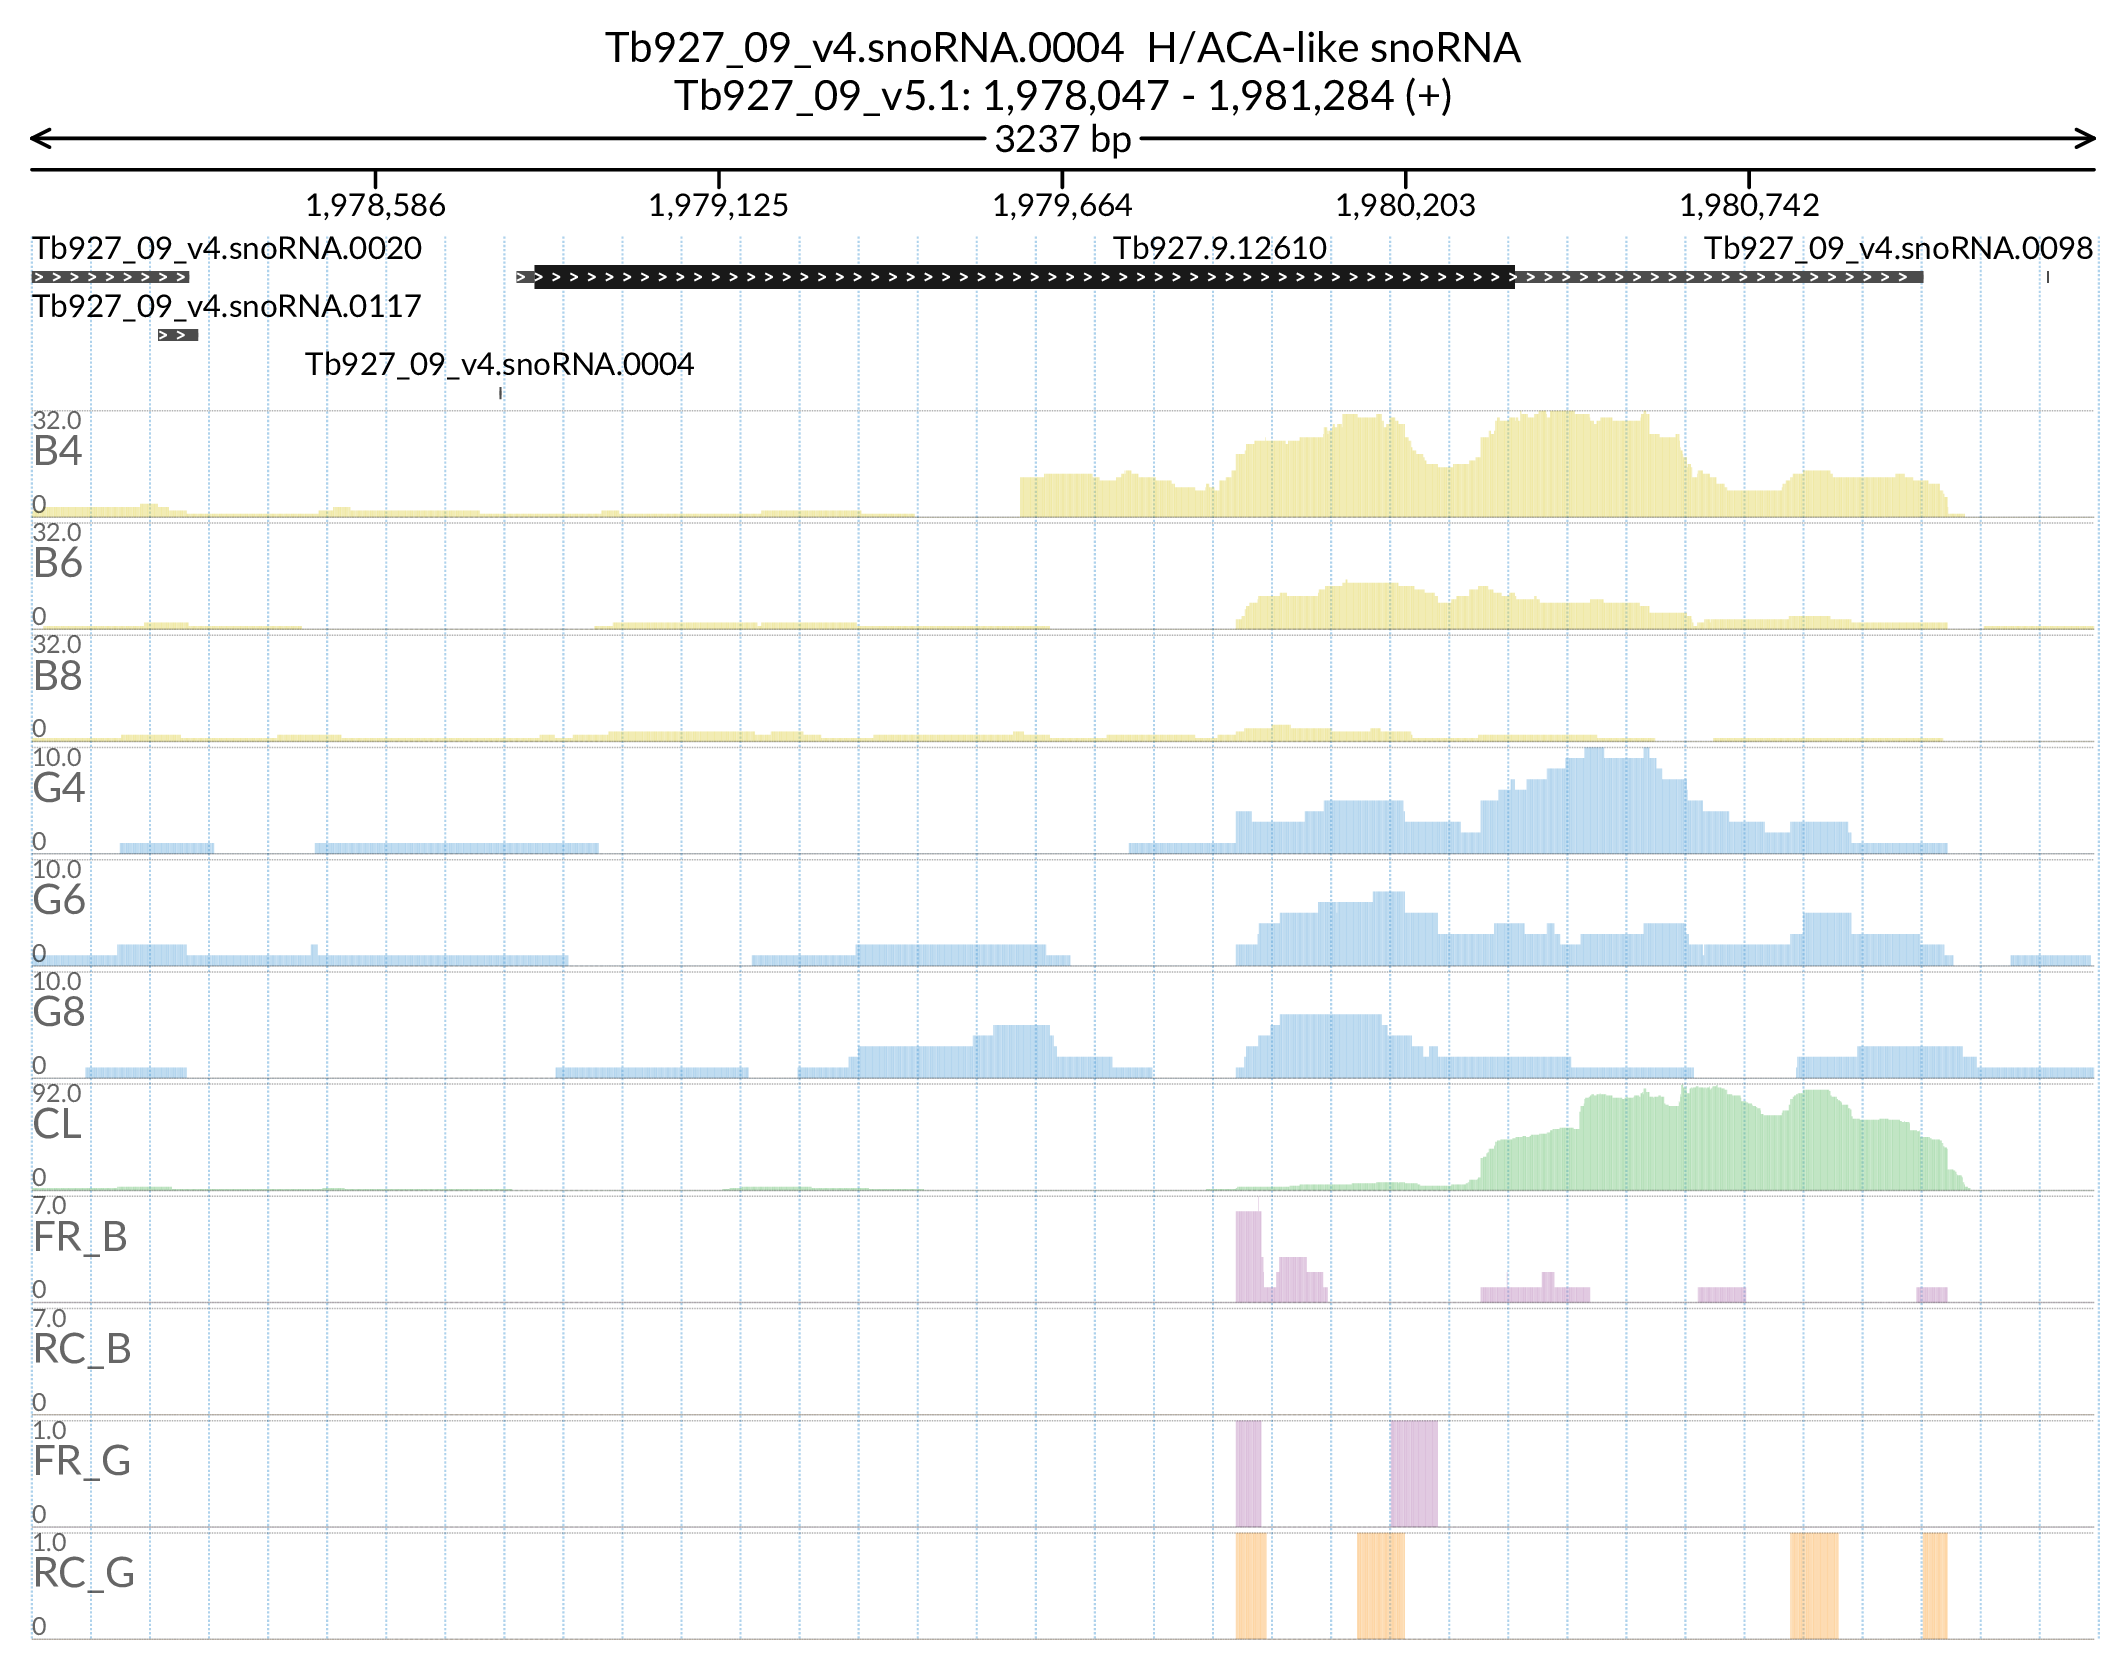 Tb927_09_v4.snoRNA.0004 H/ACA-like snoRNA
Tb927_09_v5.1: 1,978,047 - 1,981,284 (+)
3237 bp
1,978,586 1,979,125 1,979,664 1,980,203 1,980,742
Tb927_09_v4.snoRNA.0020 Tb927.9.12610 Tb927_09_v4.snoRNA.0098
Tb927_09_v4.snoRNA.0117
Tb927_09_v4.snoRNA.0004
32.0
B4
0
32.0
B6
0
32.0
B8
0
10.0
G4
0
10.0
G6
0
10.0
G8
0
92.0
CL
0
7.0
FR_B
0
7.0
RC_B
0
1.0
FR_G
0
1.0
RC_G
0